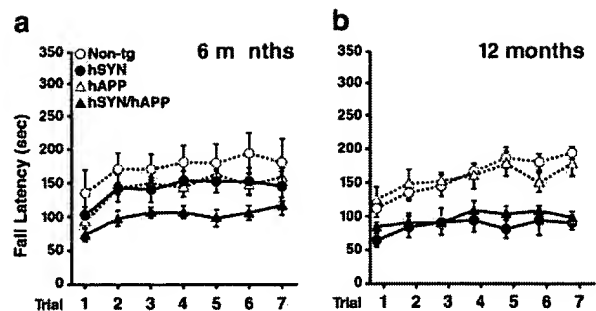 a
6 m nths
350
300
250
200
150
100
50
0
Fall Latency (sec)
Non-tg
hSYN
hAPP
hSYN/hAPP
Trial 1 2 3 4 5 6 7
b
12 months
350
300
250
200
150
100
50
0
Trial 1 2 3 4 5 6 7